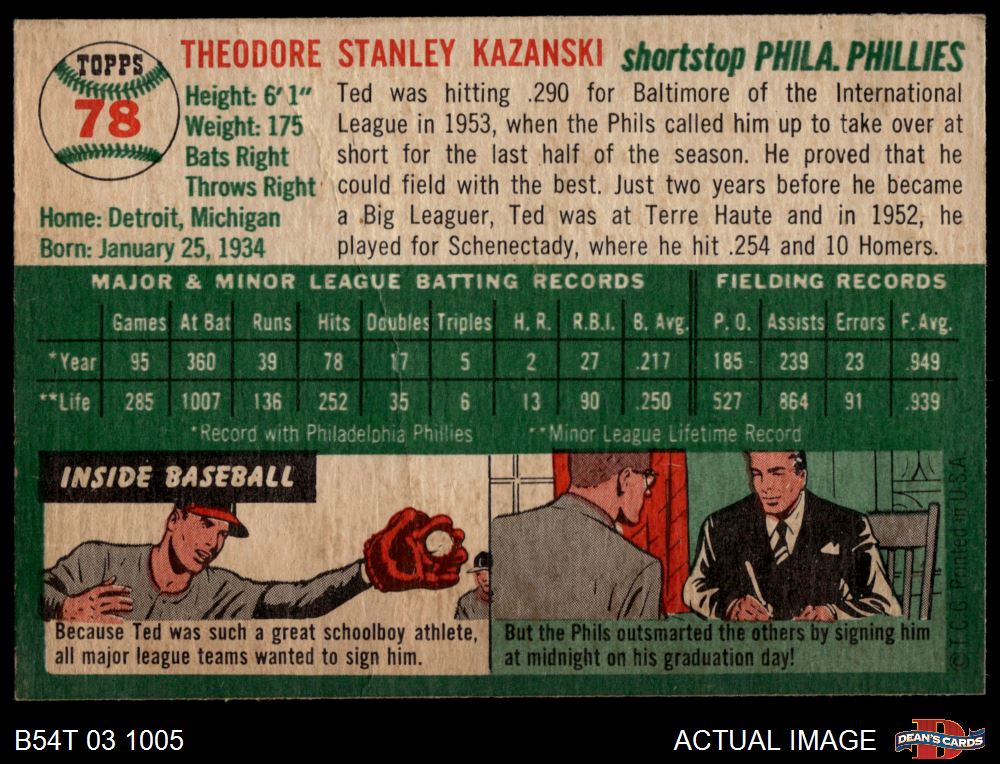 TOPPS
78
THEODORE STANLEY KAZANSKI shortstop PHILA. PHILLIES
Height: 6' 1"
Weight: 175
Bats Right
Throws Right
Home: Detroit, Michigan
Born: January 25, 1934
Ted was hitting .290 for Baltimore of the International
League in 1953, when the Phils called him up to take over at
short for the last half of the season. He proved that he
could field with the best. Just two years before he became
a Big Leaguer, Ted was at Terre Haute and in 1952, he
played for Schenectady, where he hit .254 and 10 Homers.
MAJOR & MINOR LEAGUE BATTING RECORDS FIELDING RECORDS
Games At Bat Runs Hits Doubles Triples H. R. R.B.I. B. Avg. P. O. Assists Errors F. Avg.
*Year 95 360 39 78 17 5 2 27 .217 185 239 23 .949
**Life 285 1007 136 252 35 6 13 90 .250 527 864 91 .939
*Record with Philadelphia Phillies **Minor League Lifetime Record
INSIDE BASEBALL
Because Ted was such a great schoolboy athlete,
all major league teams wanted to sign him.
But the Phils outsmarted the others by signing him
at midnight on his graduation day!
© T. C. G. Printed in U.S.A.
B54T 03 1005
ACTUAL IMAGE
DEAN'S CARDS